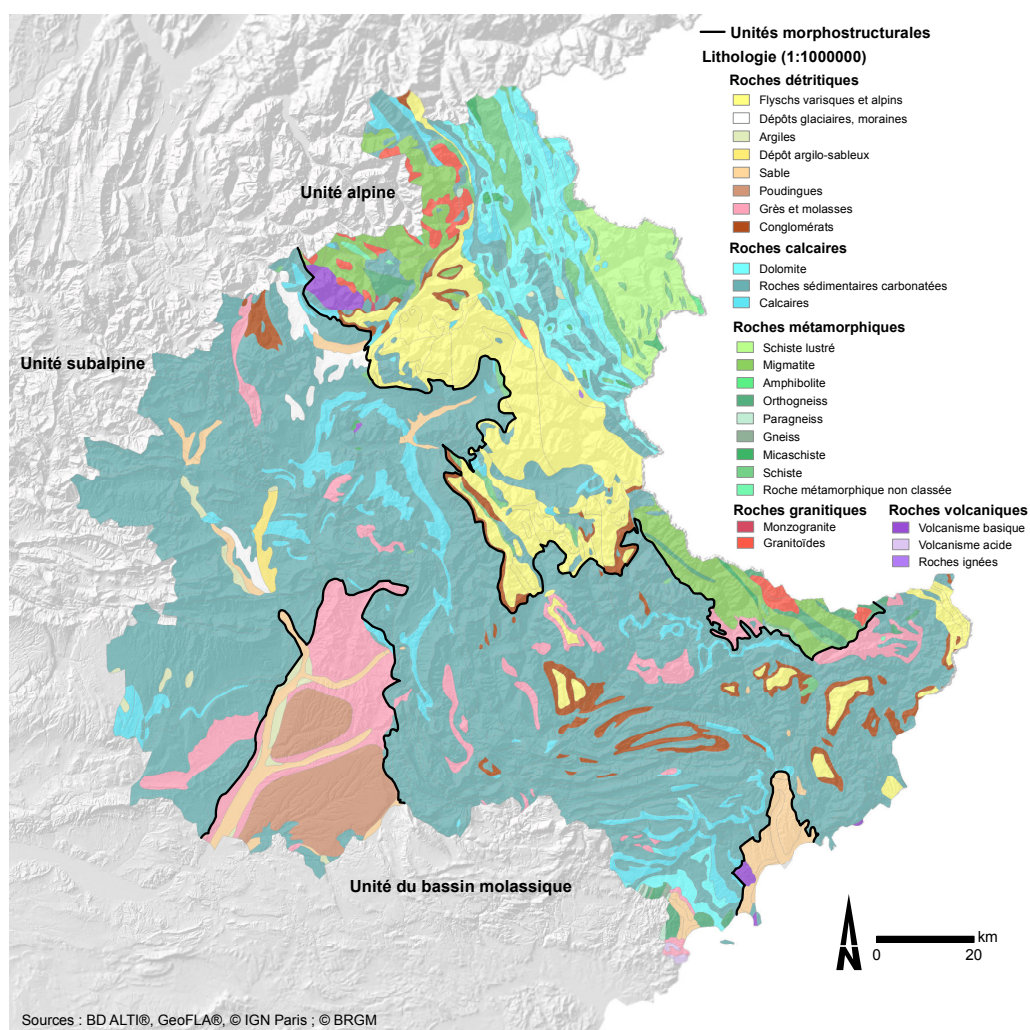 Unités morphostructurales
Lithologie (1:1000000)
Roches détritiques
Flyschs varisques et alpins
Dépôts glaciaires, moraines
Argiles
Dépôt argilo-sableux
Sable
Poudingues
Grès et molasses
Conglomérats
Roches calcaires
Dolomite
Roches sédimentaires carbonatées
Calcaires
Roches métamorphiques
Schiste lustré
Migmatite
Amphibolite
Orthogneiss
Paragneiss
Gneiss
Micaschiste
Schiste
Roche métamorphique non classée
Roches granitiques
Monzogranite
Granitoïdes
Roches volcaniques
Volcanisme basique
Volcanisme acide
Roches ignées
Unité alpine
Unité subalpine
Unité du bassin molassique
N
km
0 20
Sources : BD ALTI®, GeoFLA®, © IGN Paris ; © BRGM